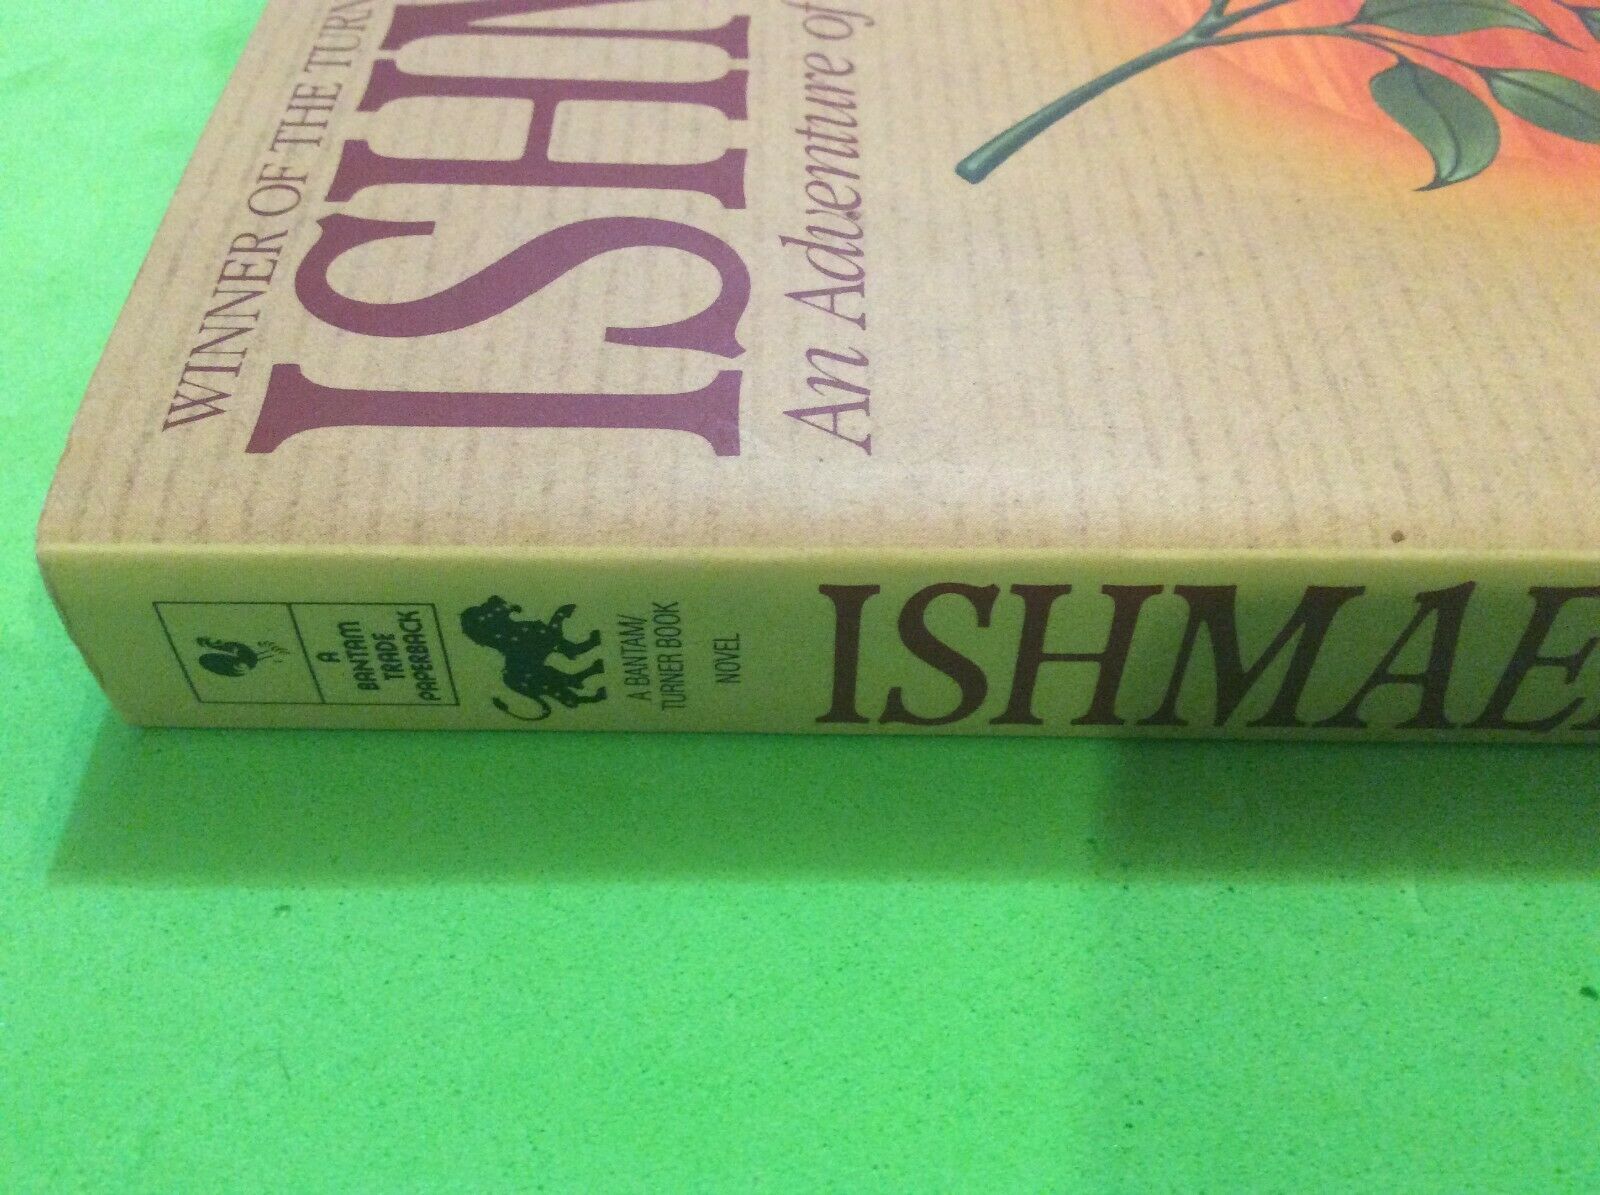 WINNER OF THE TURN
ISHM
An Adventure of
A
BANTAM
TRADE
PAPERBACK
A BANTAM/
TURNER BOOK
NOVEL
ISHMAE